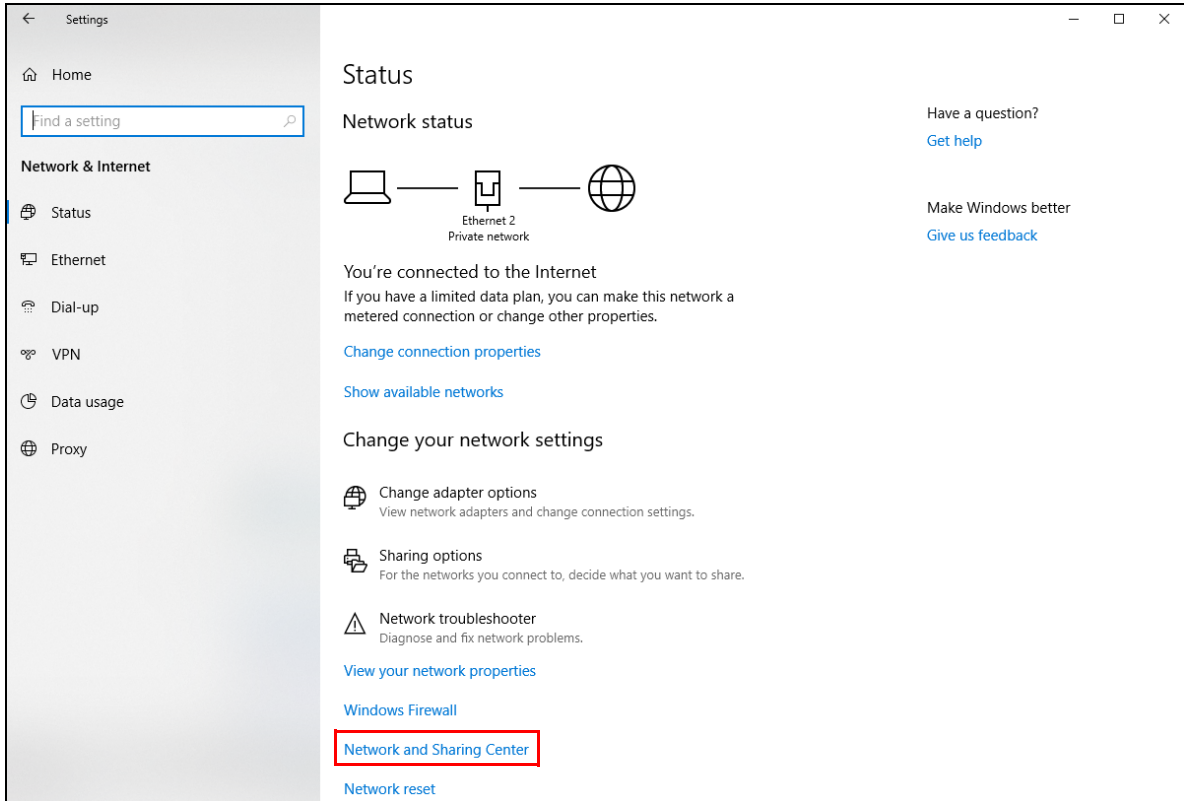 Settings
Home
Find a setting
Network & Internet
Status
Ethernet
Dial-up
VPN
Data usage
Proxy
Status
Network status
Ethernet 2
Private network
You're connected to the Internet
If you have a limited data plan, you can make this network a
metered connection or change other properties.
Change connection properties
Show available networks
Change your network settings
Change adapter options
View network adapters and change connection settings.
Sharing options
For the networks you connect to, decide what you want to share.
Network troubleshooter
Diagnose and fix network problems.
View your network properties
Windows Firewall
Network and Sharing Center
Network reset
Have a question?
Get help
Make Windows better
Give us feedback